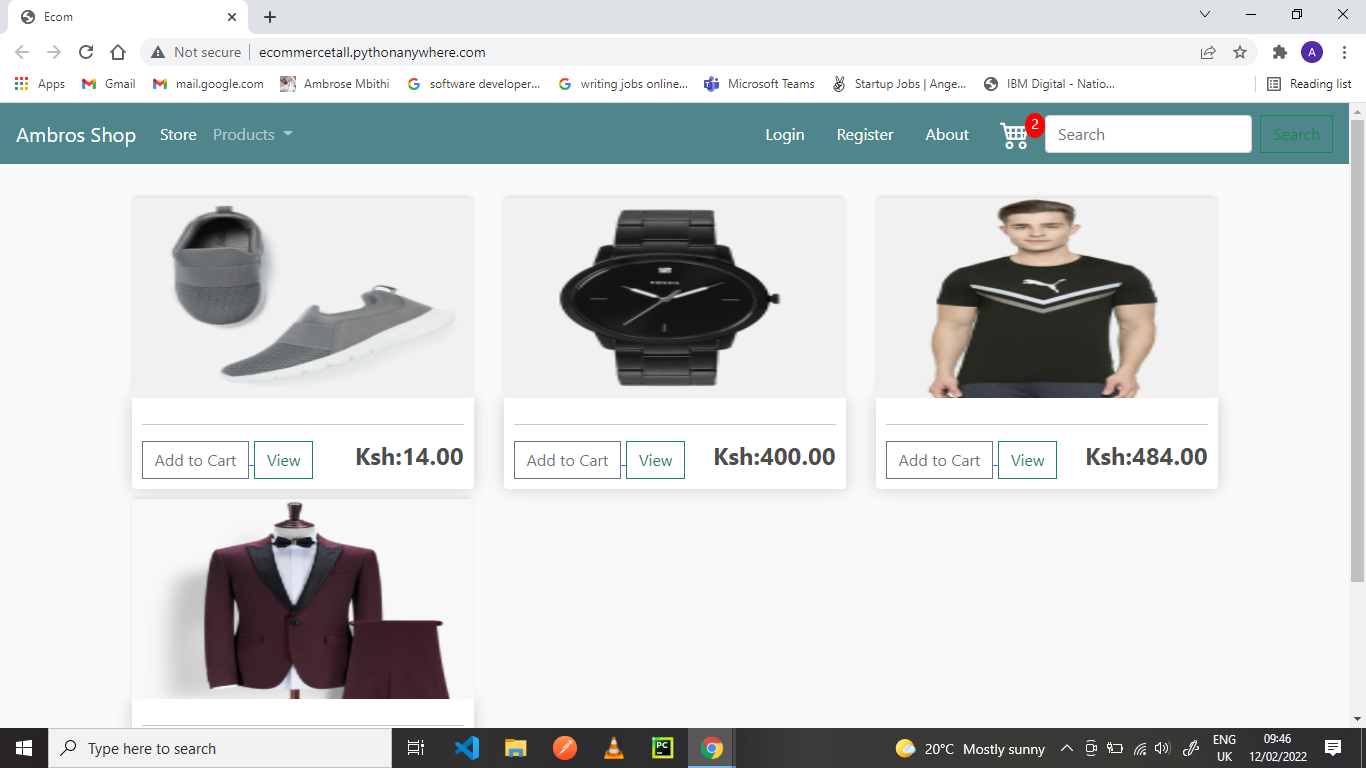 Ecom
Not secure ecommercetall.pythonanywhere.com A
Apps Gmail mail.google.com Ambrose Mbithi software developer... writing jobs online... Microsoft Teams Startup Jobs | Ange... IBM Digital - Natio... Reading list
Ambros Shop Store Products Login Register About 2 Search Search
FOSSIL
Add to Cart View Ksh:14.00
Add to Cart View Ksh:400.00
Add to Cart View Ksh:484.00
Type here to search
PC
20°C Mostly sunny
ENG
UK
09:46
12/02/2022